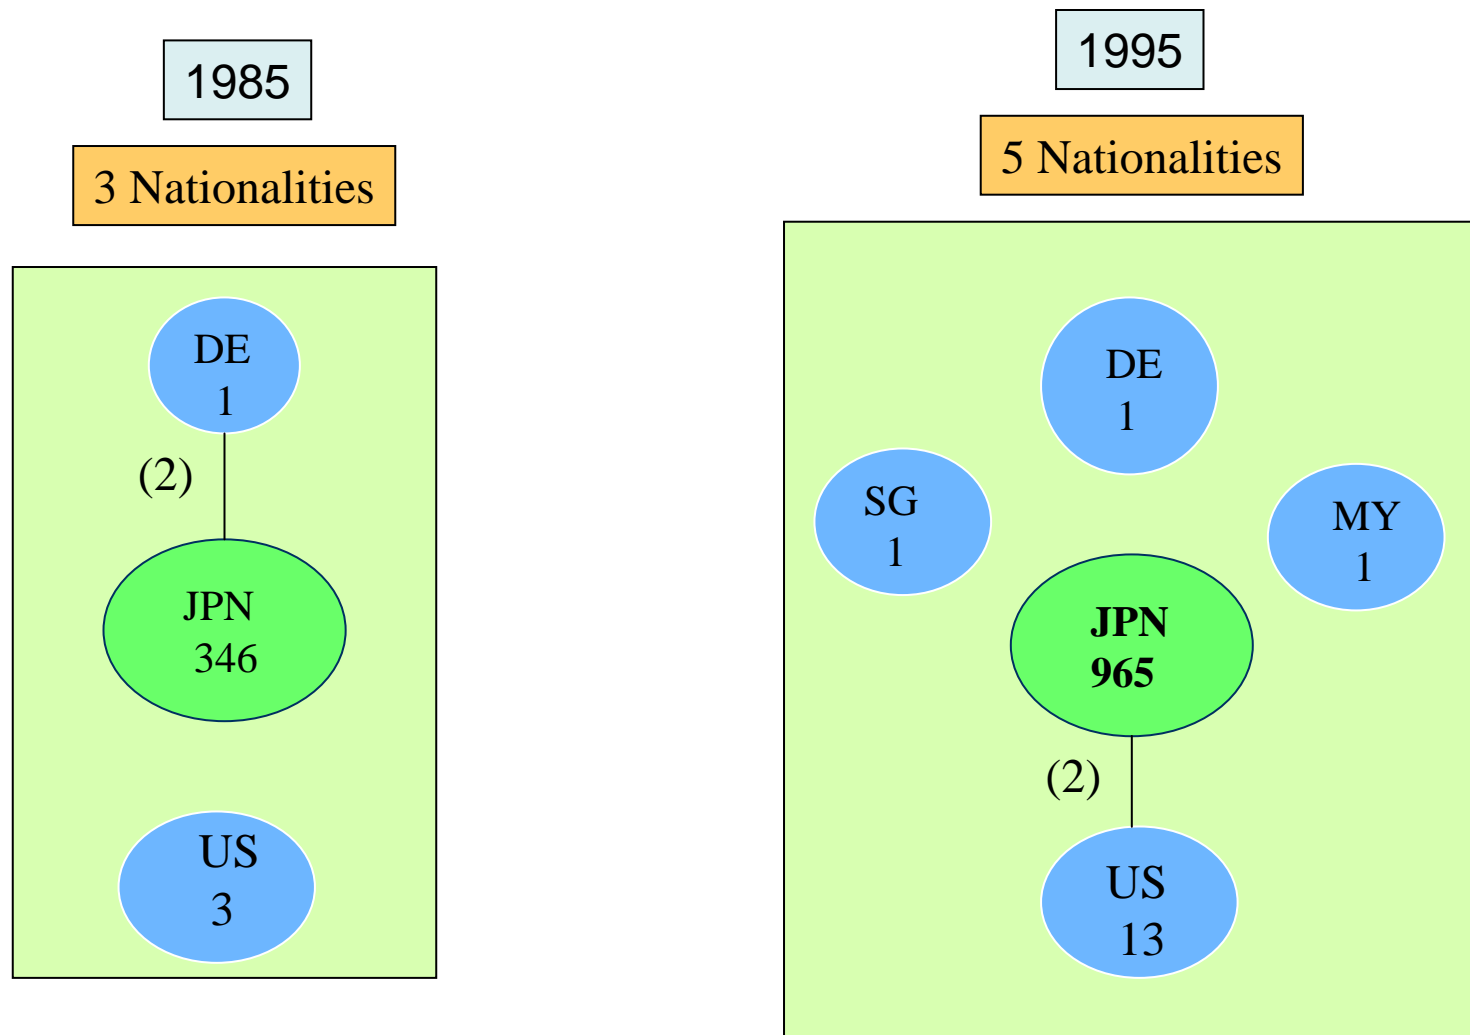 1985
3 Nationalities
DE
1
(2)
JPN
346
US
3
1995
5 Nationalities
DE
1
SG
1
MY
1
JPN
965
(2)
US
13